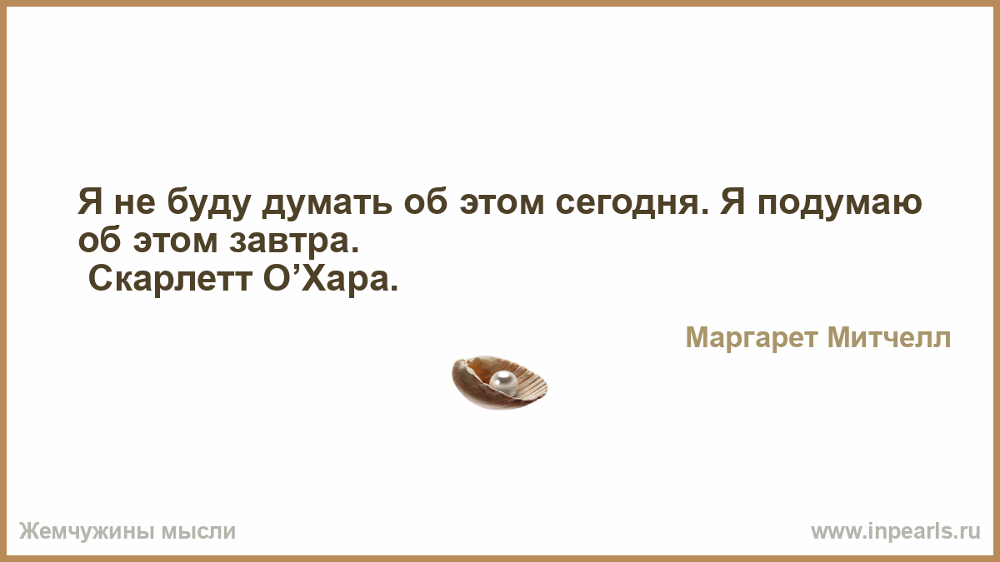 Я не буду думать об этом сегодня. Я подумаю
об этом завтра.
Скарлетт О’Хара.
Маргарет Митчелл
Жемчужины мысли
www.inpearls.ru